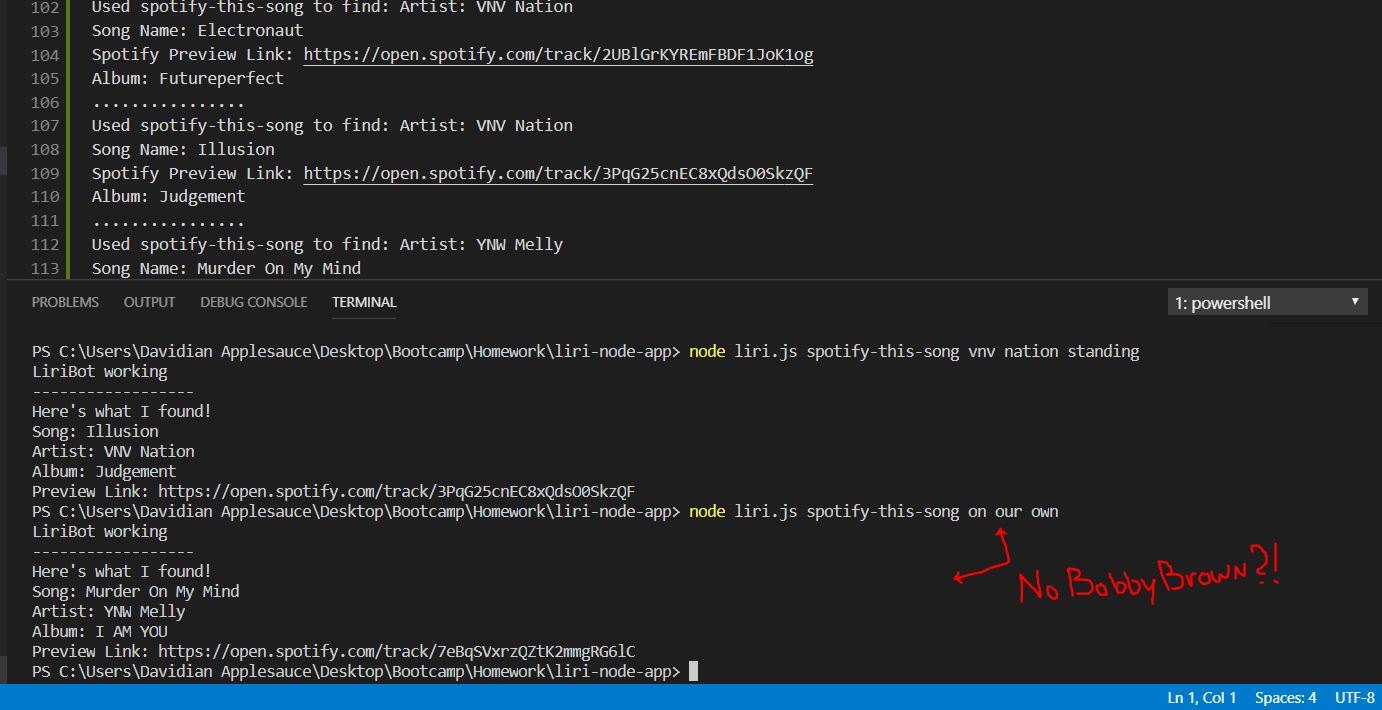 102 Used spotify-this-song to find: Artist: VNV Nation
103 Song Name: Electronaut
104 Spotify Preview Link: https://open.spotify.com/track/2UBlGrKYREmFBDF1JoK1og
105 Album: Futureperfect
106 ................
107 Used spotify-this-song to find: Artist: VNV Nation
108 Song Name: Illusion
109 Spotify Preview Link: https://open.spotify.com/track/3PqG25cnEC8xQdsO0SkzQF
110 Album: Judgement
111 ................
112 Used spotify-this-song to find: Artist: YNW Melly
113 Song Name: Murder On My Mind
PROBLEMS OUTPUT DEBUG CONSOLE TERMINAL 1: powershell
PS C:\Users\Davidian Applesauce\Desktop\Bootcamp\Homework\liri-node-app> node liri.js spotify-this-song vnv nation standing
LiriBot working
------------------
Here's what I found!
Song: Illusion
Artist: VNV Nation
Album: Judgement
Preview Link: https://open.spotify.com/track/3PqG25cnEC8xQdsO0SkzQF
PS C:\Users\Davidian Applesauce\Desktop\Bootcamp\Homework\liri-node-app> node liri.js spotify-this-song on our own
LiriBot working
------------------
Here's what I found!
No Bobby Brown?!
Song: Murder On My Mind
Artist: YNW Melly
Album: I AM YOU
Preview Link: https://open.spotify.com/track/7eBqSVxrzQZtK2mmgRG6lC
PS C:\Users\Davidian Applesauce\Desktop\Bootcamp\Homework\liri-node-app>
Ln 1, Col 1 Spaces: 4 UTF-8